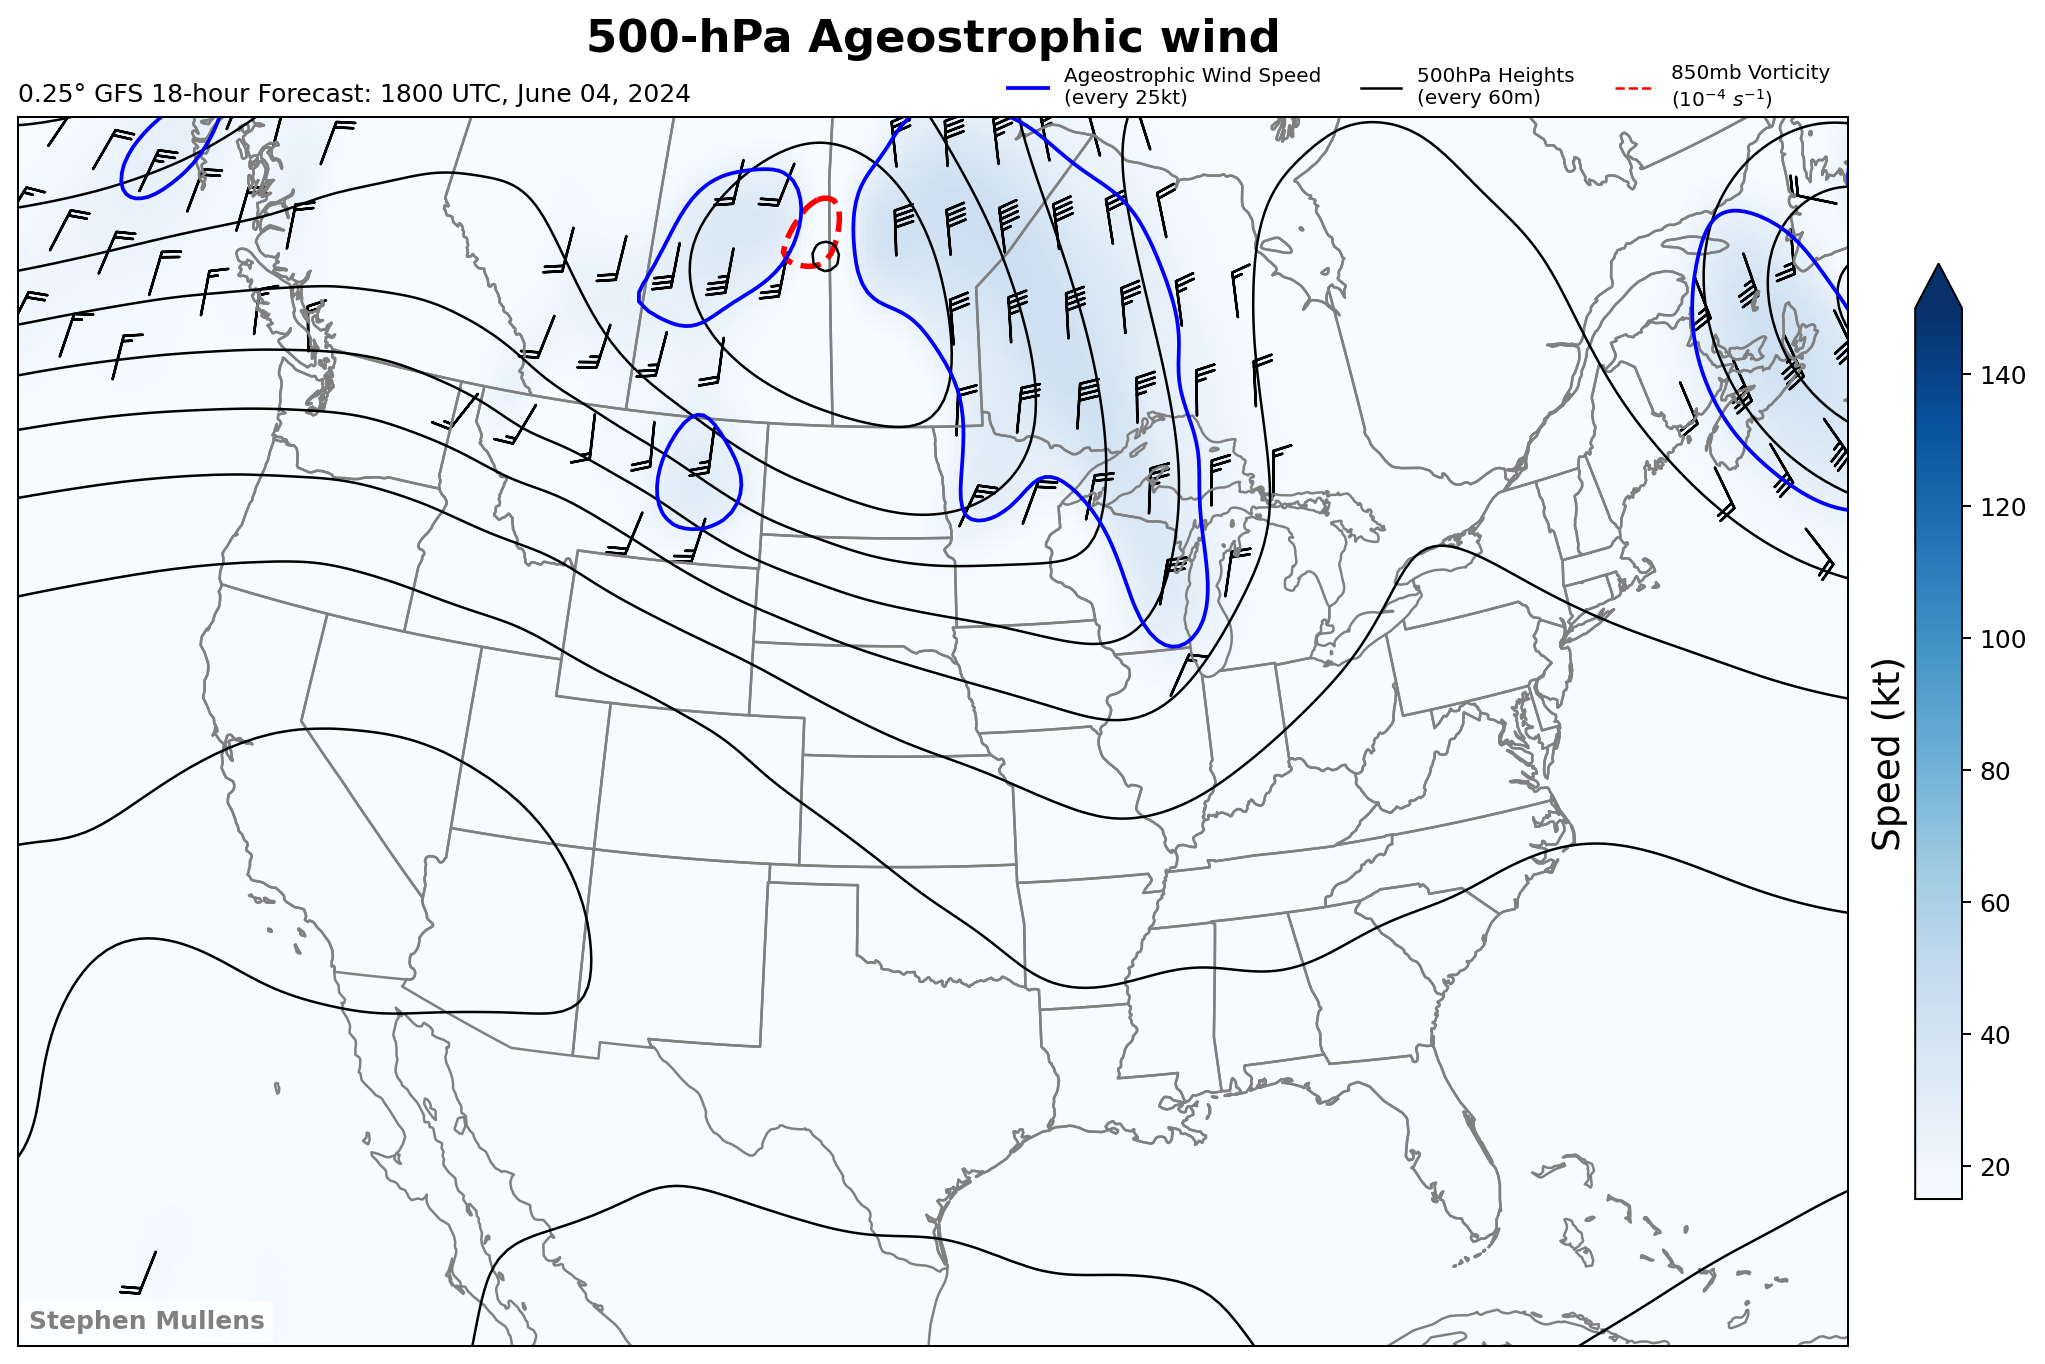 500-hPa Ageostrophic wind
0.25° GFS 18-hour Forecast: 1800 UTC, June 04, 2024
Ageostrophic Wind Speed
(every 25kt)
500hPa Heights
(every 60m)
850mb Vorticity
(10⁻⁴ s⁻¹)
140
120
100
80
60
40
20
Speed (kt)
Stephen Mullens